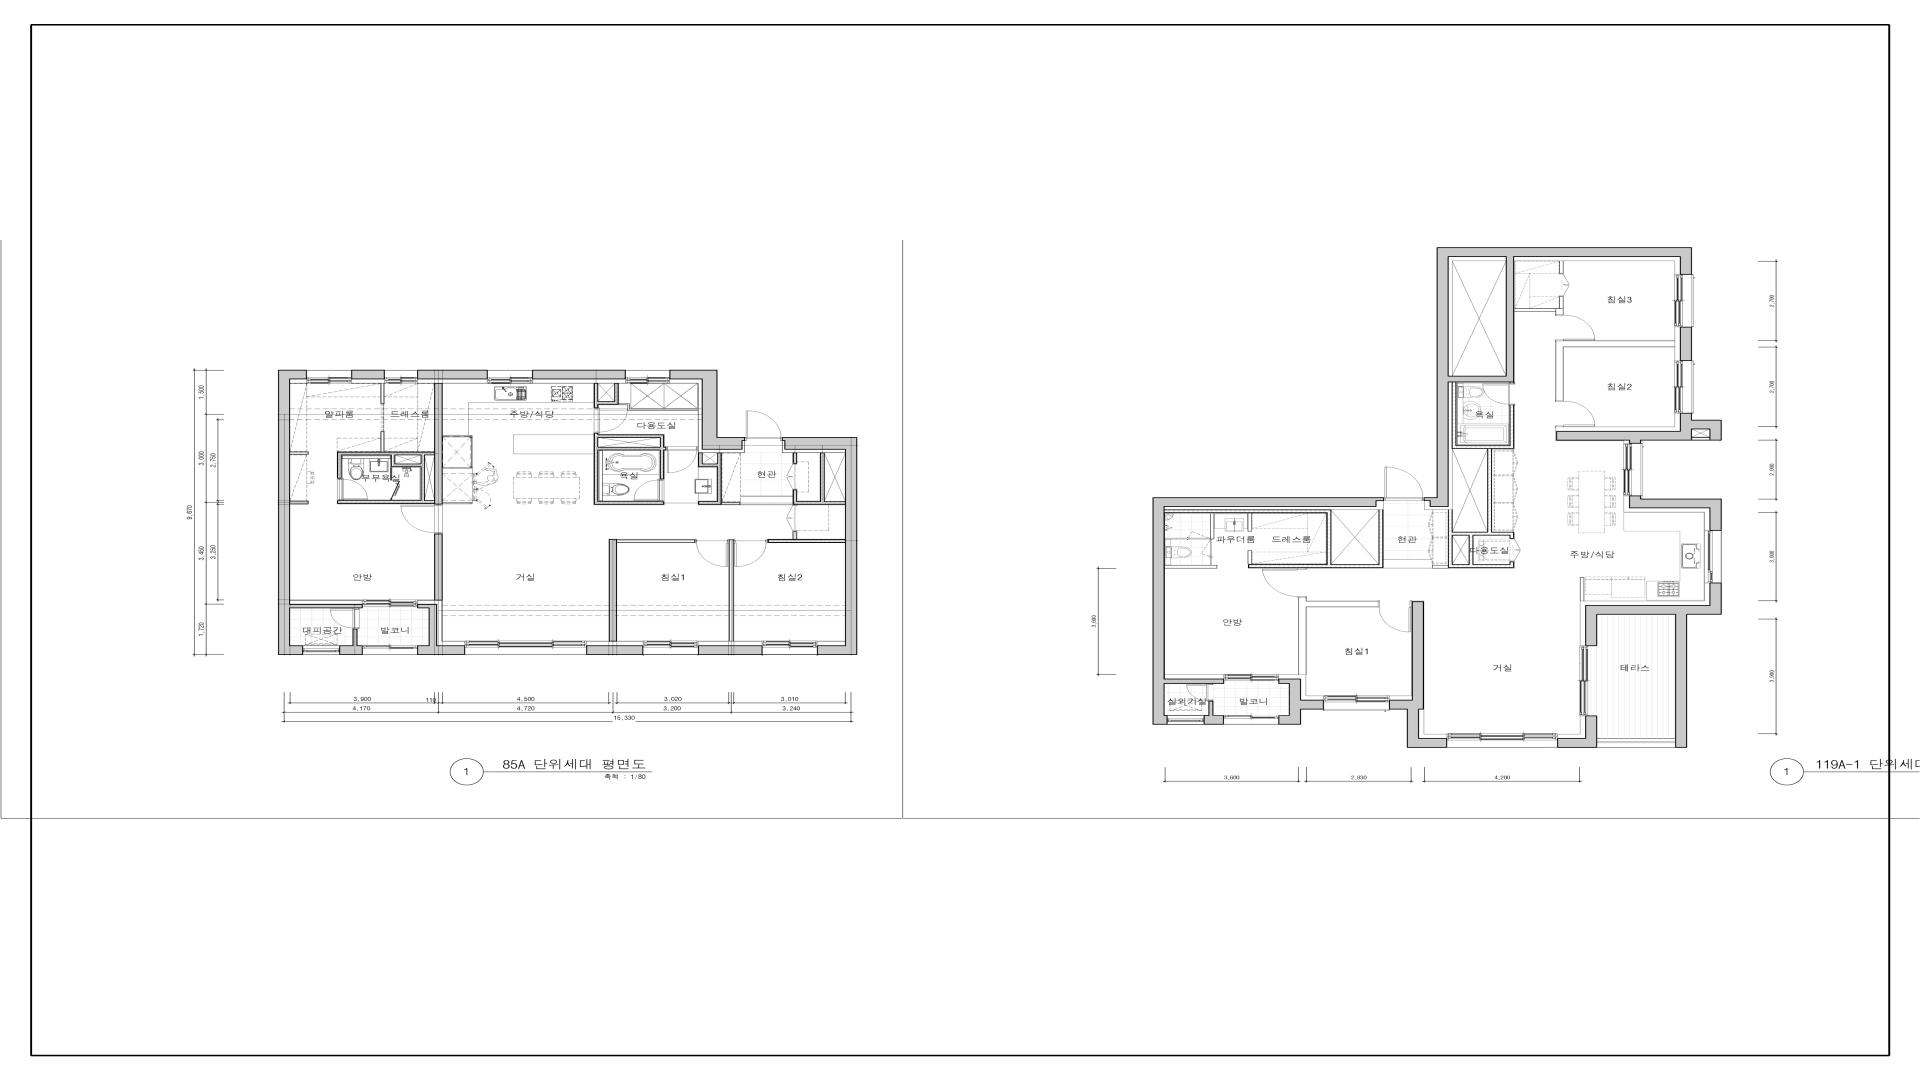 알파룸
드레스룸
주방/식당
다용도실
부부욕실
욕실
현관
안방
거실
침실1
침실2
대피공간
발코니
1,500
3,000
2,750
9,670
3,450
3,250
1,720
3,900
110
4,500
3,020
3,010
4,170
4,720
3,200
3,240
15,330
1
85A 단위세대 평면도
축척 : 1/80
침실3
침실2
욕실
파우더룸
드레스룸
현관
다용도실
주방/식당
안방
침실1
거실
테라스
실외기실
발코니
2,700
2,700
3,600
3,600
2,830
4,200
1
119A-1 단위세대